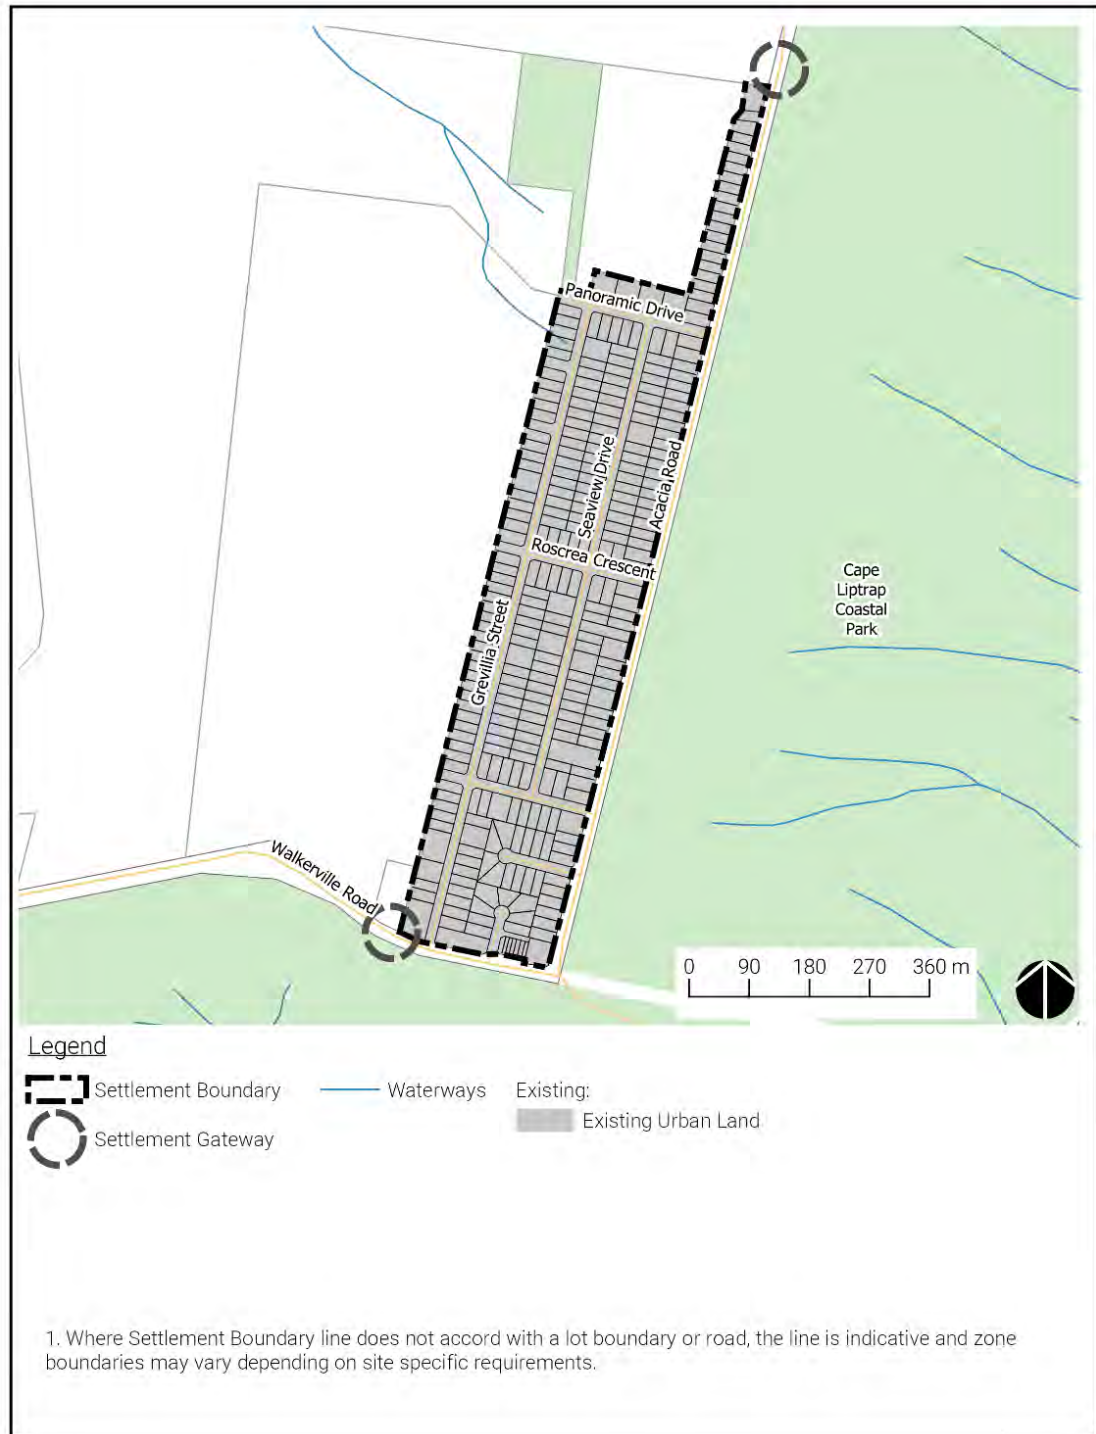 Panoramic Drive
Seaview Drive
Acacia Road
Roscrea Crescent
Cape
Liptrap
Coastal
Park
Grevillia Street
Walkerville Road
0 90 180 270 360 m
Legend
Settlement Boundary
Waterways
Existing:
Existing Urban Land
Settlement Gateway
1. Where Settlement Boundary line does not accord with a lot boundary or road, the line is indicative and zone
boundaries may vary depending on site specific requirements.